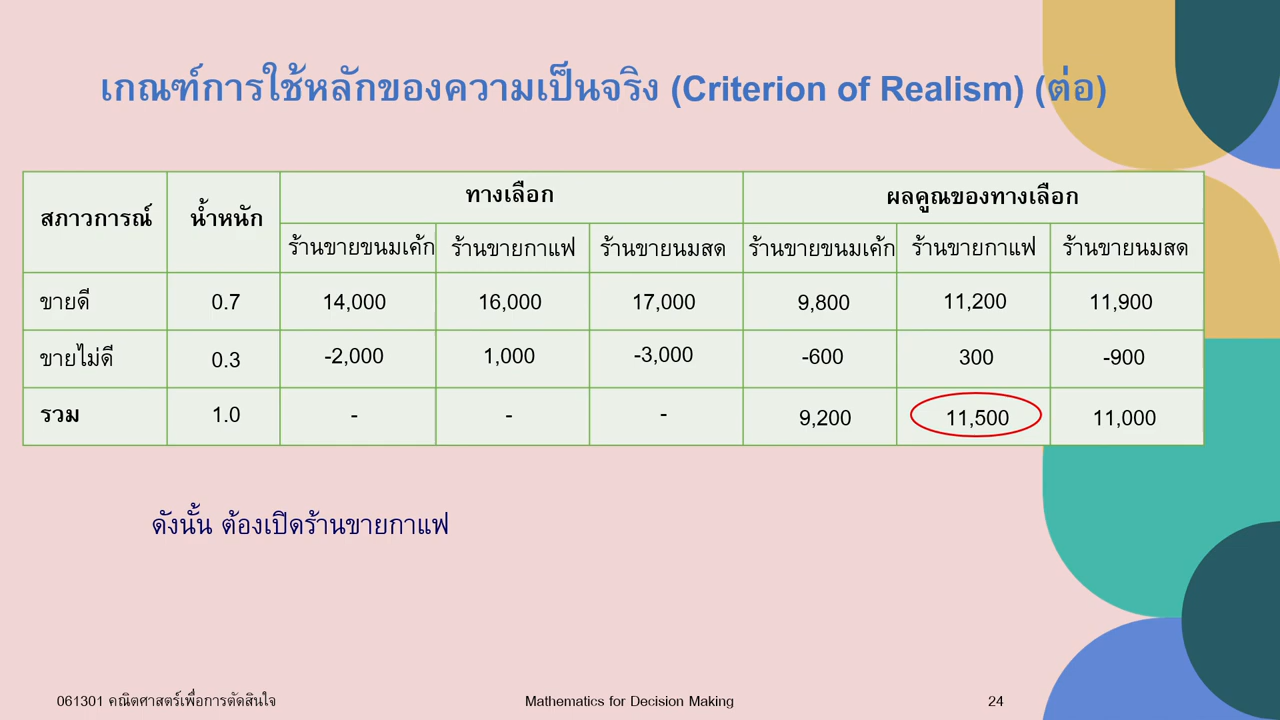 เกณฑ์การใช้หลักของความเป็นจริง (Criterion of Realism) (ต่อ)
สภาวการณ์ น้ำหนัก ทางเลือก ผลคูณของทางเลือก
ร้านขายขนมเค้ก ร้านขายกาแฟ ร้านขายนมสด ร้านขายขนมเค้ก ร้านขายกาแฟ ร้านขายนมสด
ขายดี 0.7 14,000 16,000 17,000 9,800 11,200 11,900
ขายไม่ดี 0.3 -2,000 1,000 -3,000 -600 300 -900
รวม 1.0 - - - 9,200 11,500 11,000
ดังนั้น ต้องเปิดร้านขายกาแฟ
061301 คณิตศาสตร์เพื่อการตัดสินใจ Mathematics for Decision Making 24